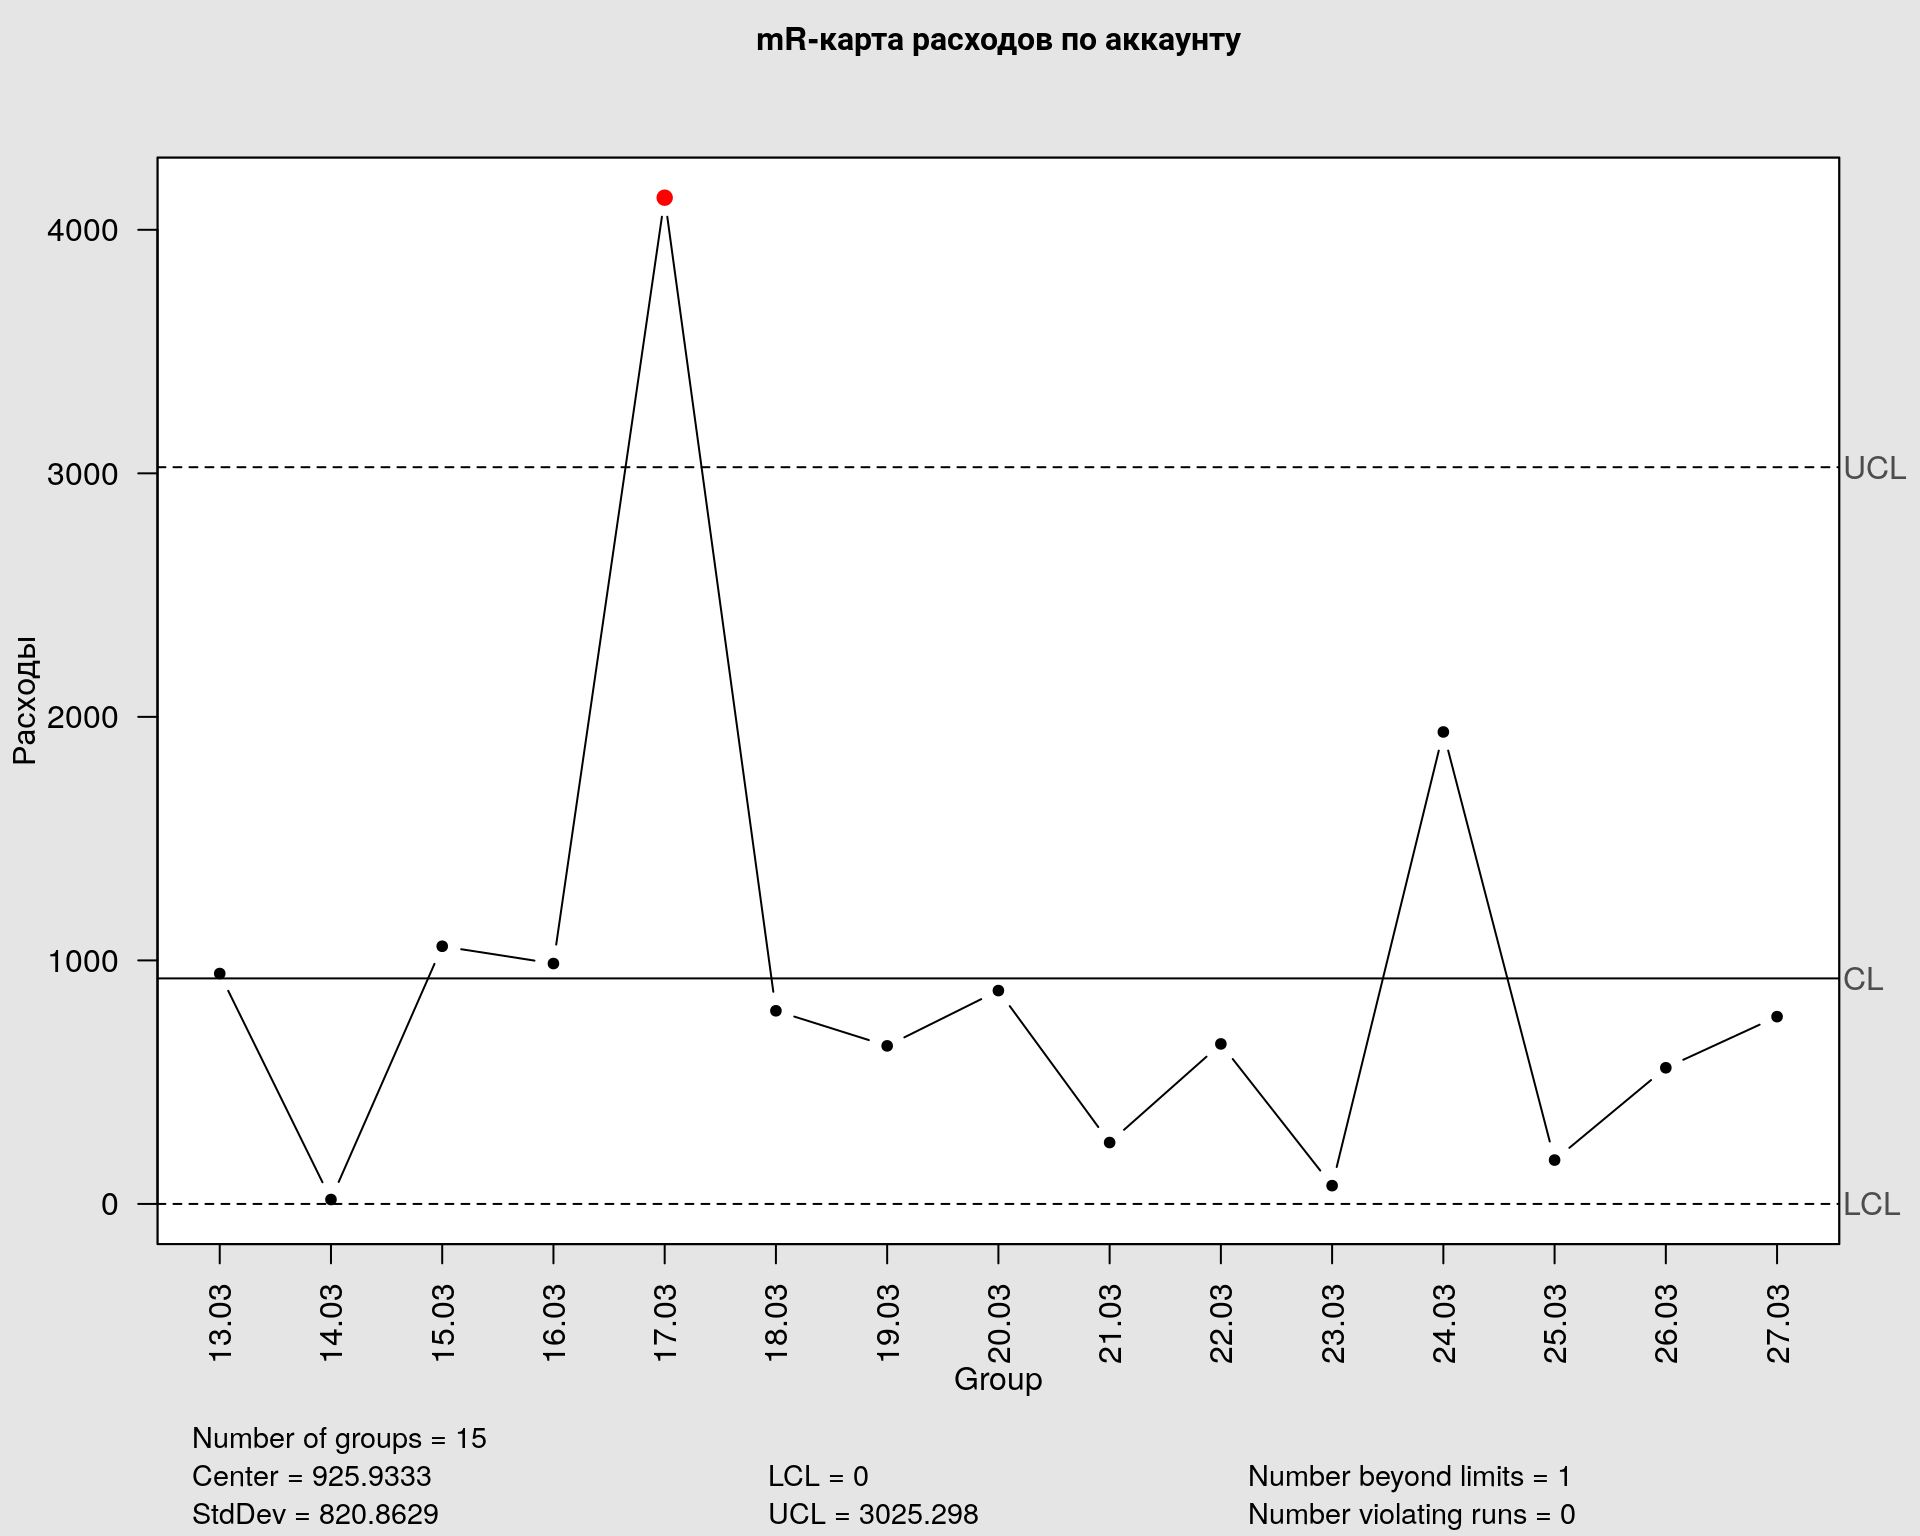 mR-карта расходов по аккаунту
Расходы
4000
3000
2000
1000
0
UCL
CL
LCL
13.03
14.03
15.03
16.03
17.03
18.03
19.03
20.03
21.03
22.03
23.03
24.03
25.03
26.03
27.03
Group
Number of groups = 15
Center = 925.9333
StdDev = 820.8629
LCL = 0
UCL = 3025.298
Number beyond limits = 1
Number violating runs = 0